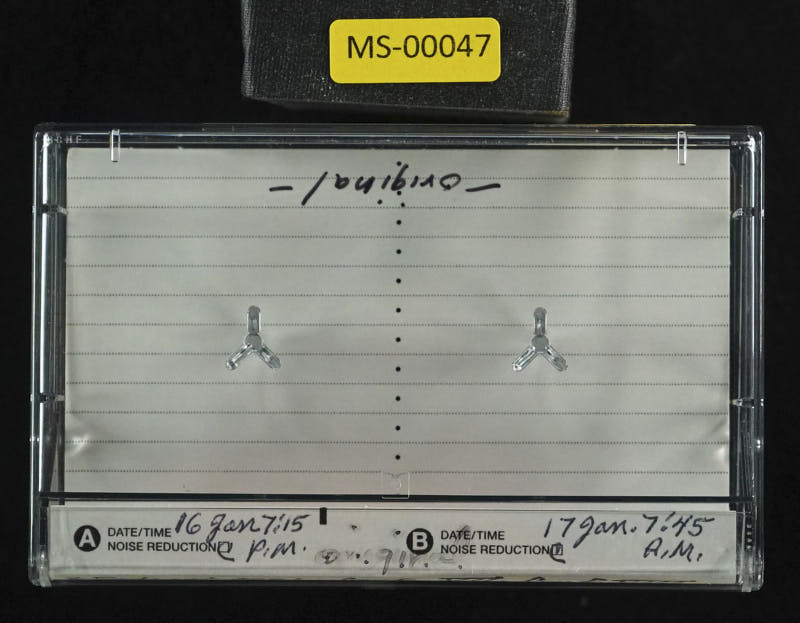 MS-00047
- original -
A DATE/TIME 16 Jan 7:15
NOISE REDUCTION P.M.
original
B DATE/TIME 17 Jan. 7:45
NOISE REDUCTION A.M.